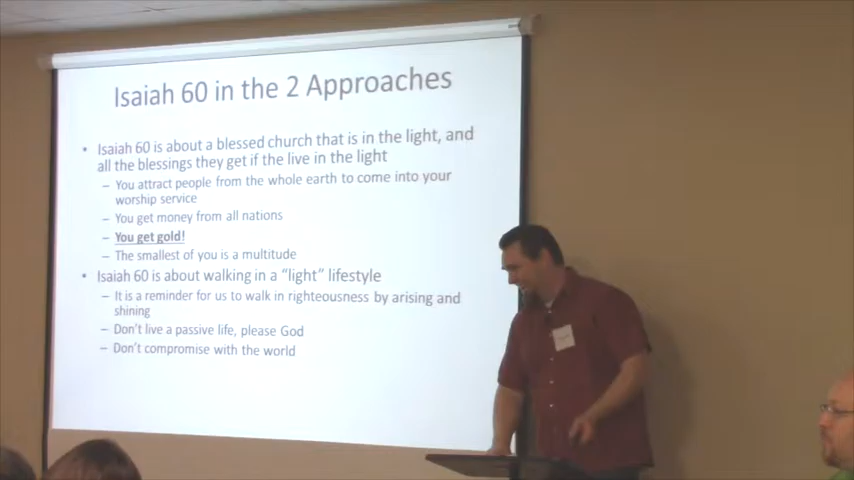 Isaiah 60 in the 2 Approaches
• Isaiah 60 is about a blessed church that is in the light, and
all the blessings they get if the live in the light
– You attract people from the whole earth to come into your
worship service
– You get money from all nations
– You get gold!
– The smallest of you is a multitude
• Isaiah 60 is about walking in a "light" lifestyle
– It is a reminder for us to walk in righteousness by arising and
shining
– Don't live a passive life, please God
– Don't compromise with the world